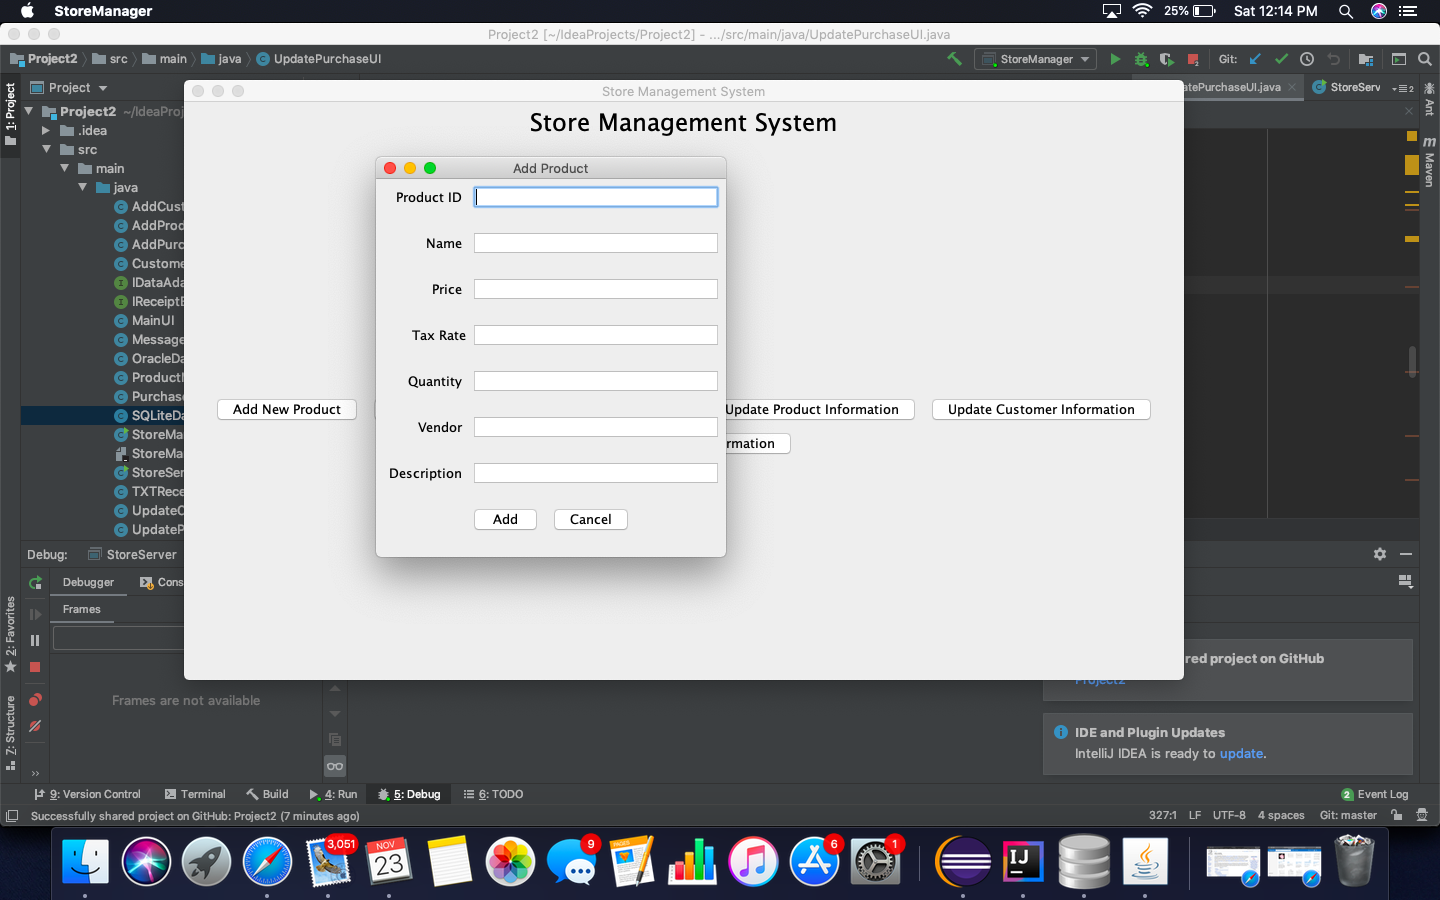 StoreManager
25%
Sat 12:14 PM
Project2 [~/IdeaProjects/Project2] - .../src/main/java/UpdatePurchaseUI.java
Project2
src
main
java
UpdatePurchaseUI
StoreManager
Git:
1: Project
Project
Store Management System
atePurchaseUI.java
StoreServ
Ant
Maven
Project2 ~/IdeaProj
.idea
src
main
java
AddCust
AddProd
AddPurc
Custome
IDataAda
IReceiptB
MainUI
Message
OracleDa
Product
Purchase
SQLiteDa
StoreMa
StoreMa
StoreSer
TXTRece
UpdateC
UpdateP
Store Management System
Add Product
Product ID
Name
Price
Tax Rate
Quantity
Vendor
Description
Add
Cancel
Add New Product
Update Product Information
Update Customer Information
rmation
Debug:
StoreServer
Debugger
Cons
Frames
Frames are not available
2: Favorites
7: Structure
red project on GitHub
Project2
IDE and Plugin Updates
IntelliJ IDEA is ready to update.
9: Version Control
Terminal
Build
4: Run
5: Debug
6: TODO
2 Event Log
Successfully shared project on GitHub: Project2 (7 minutes ago)
327:1
LF
UTF-8
4 spaces
Git: master
3,051
NOV
23
9
6
1
IJ
Java